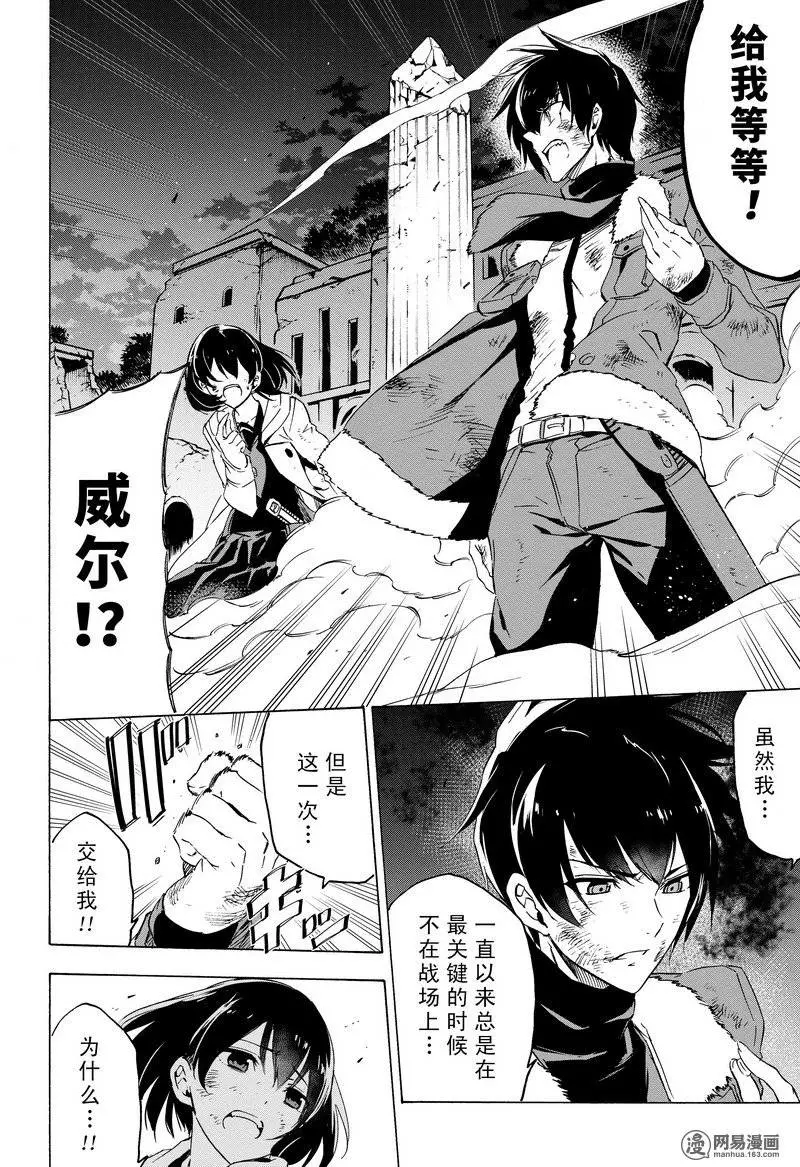 给我等等！
威尔!?
虽然我…
一直以来总是在
最关键的时候
不在战场上…
但是
这一次…
交给我!!
为什么…!!
网易漫画
manhua.163.com